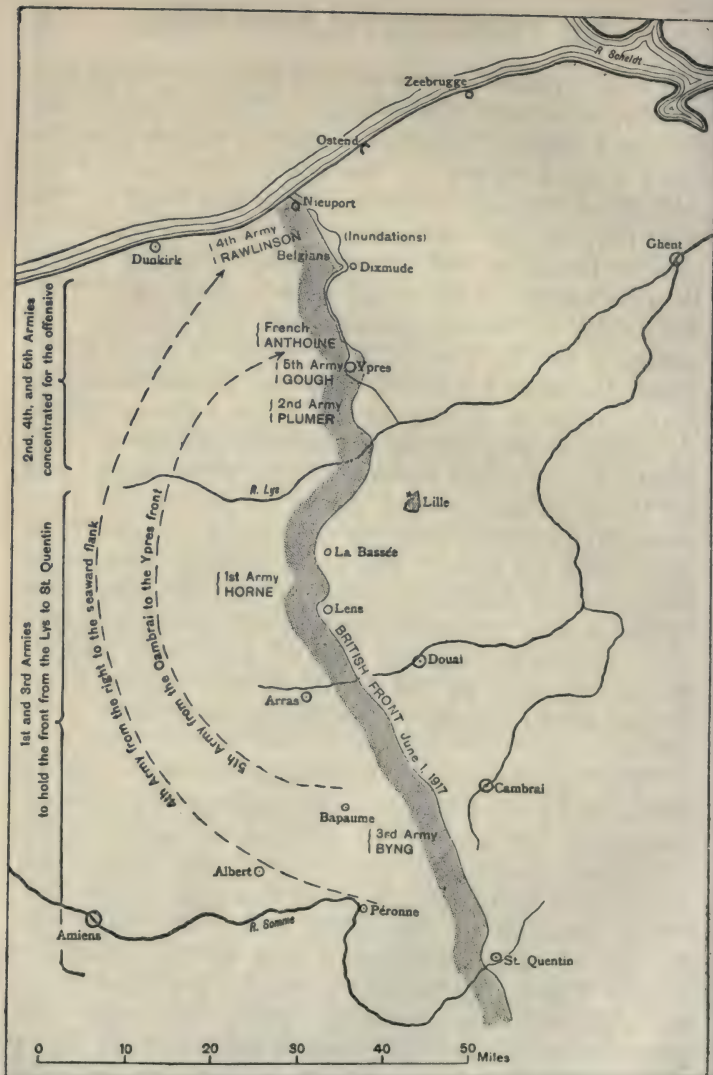 R. Scheldt
Zeebrugge
Ostend
Nieuport
4th Army
RAWLINSON
(Inundations)
Belgians
Dunkirk
Dixmude
Ghent
French
ANTHOINE
5th Army
GOUGH
Ypres
2nd Army
PLUMER
2nd, 4th, and 5th Armies
concentrated for the offensive
R. Lys
Lille
La Bassée
1st Army
HORNE
Lens
1st and 3rd Armies
to hold the front from the Lys to St. Quentin
4th Army from the right to the seaward flank
5th Army from the Cambrai to the Ypres front
BRITISH FRONT June 1, 1917
Douai
Arras
Cambrai
Bapaume
3rd Army
BYNG
Albert
Péronne
Amiens
R. Somme
St. Quentin
0 10 20 30 40 50
Miles